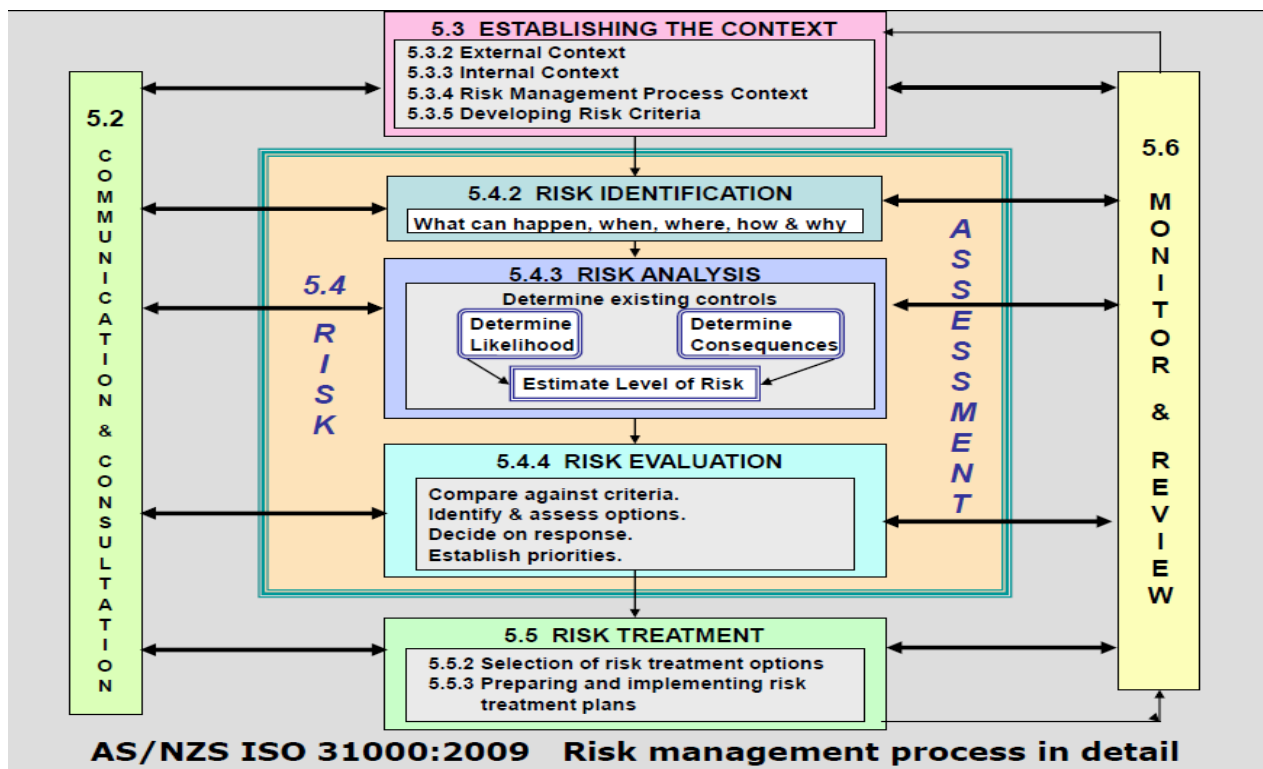 5.3 ESTABLISHING THE CONTEXT
5.3.2 External Context
5.3.3 Internal Context
5.3.4 Risk Management Process Context
5.3.5 Developing Risk Criteria
5.2
COMMUNICATION & CONSULTATION
5.4.2 RISK IDENTIFICATION
What can happen, when, where, how & why
5.4
RISK
ASSESSMENT
5.4.3 RISK ANALYSIS
Determine existing controls
Determine
Likelihood
Determine
Consequences
Estimate Level of Risk
5.4.4 RISK EVALUATION
Compare against criteria.
Identify & assess options.
Decide on response.
Establish priorities.
5.5 RISK TREATMENT
5.5.2 Selection of risk treatment options
5.5.3 Preparing and implementing risk
treatment plans
5.6
MONITOR & REVIEW
AS/NZS ISO 31000:2009 Risk management process in detail